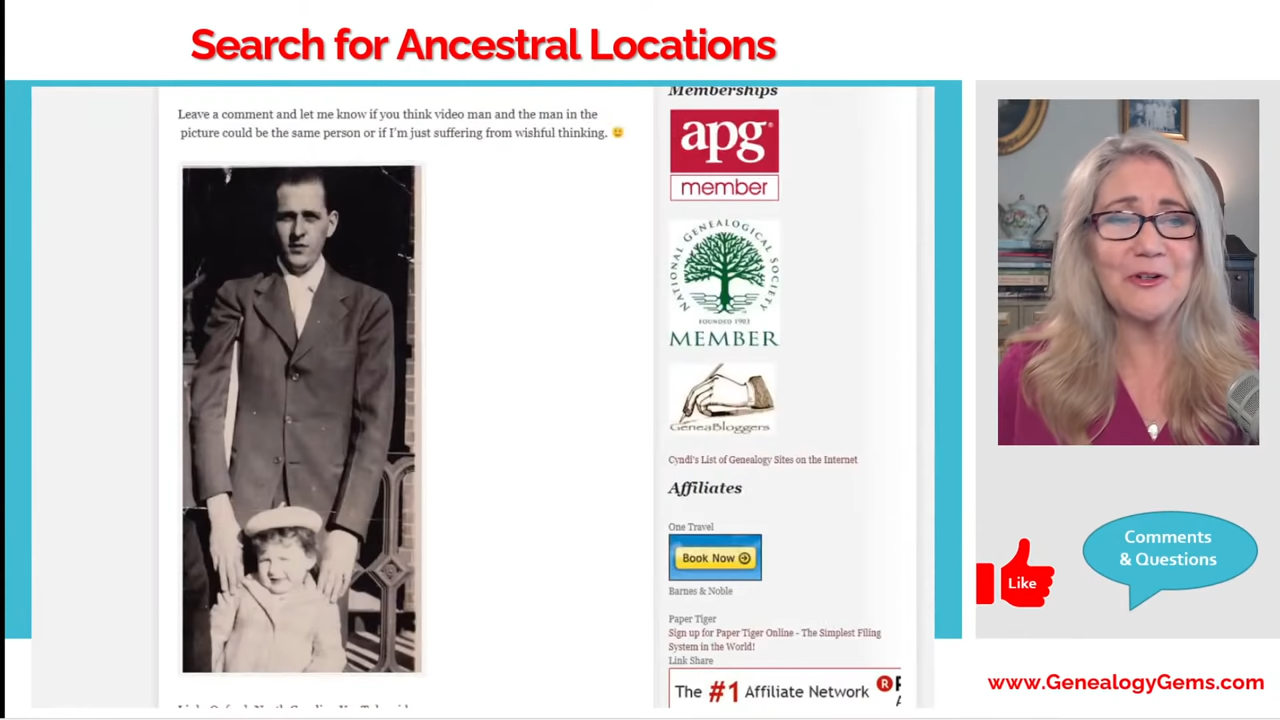 Search for Ancestral Locations
Leave a comment and let me know if you think video man and the man in the
picture could be the same person or if I'm just suffering from wishful thinking.
Memberships
apg
member
NATIONAL GENEALOGICAL SOCIETY
FOUNDED 1903
MEMBER
GENEABLOGGERS
Cyndi's List of Genealogy Sites on the Internet
Affiliates
One Travel
Book Now
Barnes & Noble
Paper Tiger
Sign up for Paper Tiger Online - The Simplest Filing
System in the World!
Link Share
The #1 Affiliate Network
Comments
& Questions
Like
www.GenealogyGems.com